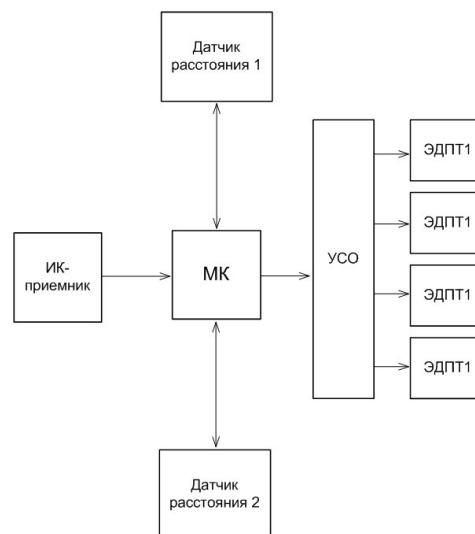 Датчик
расстояния 1
ЭДПТ1
ЭДПТ1
УСО
ИК-
приемник
МК
ЭДПТ1
ЭДПТ1
Датчик
расстояния 2